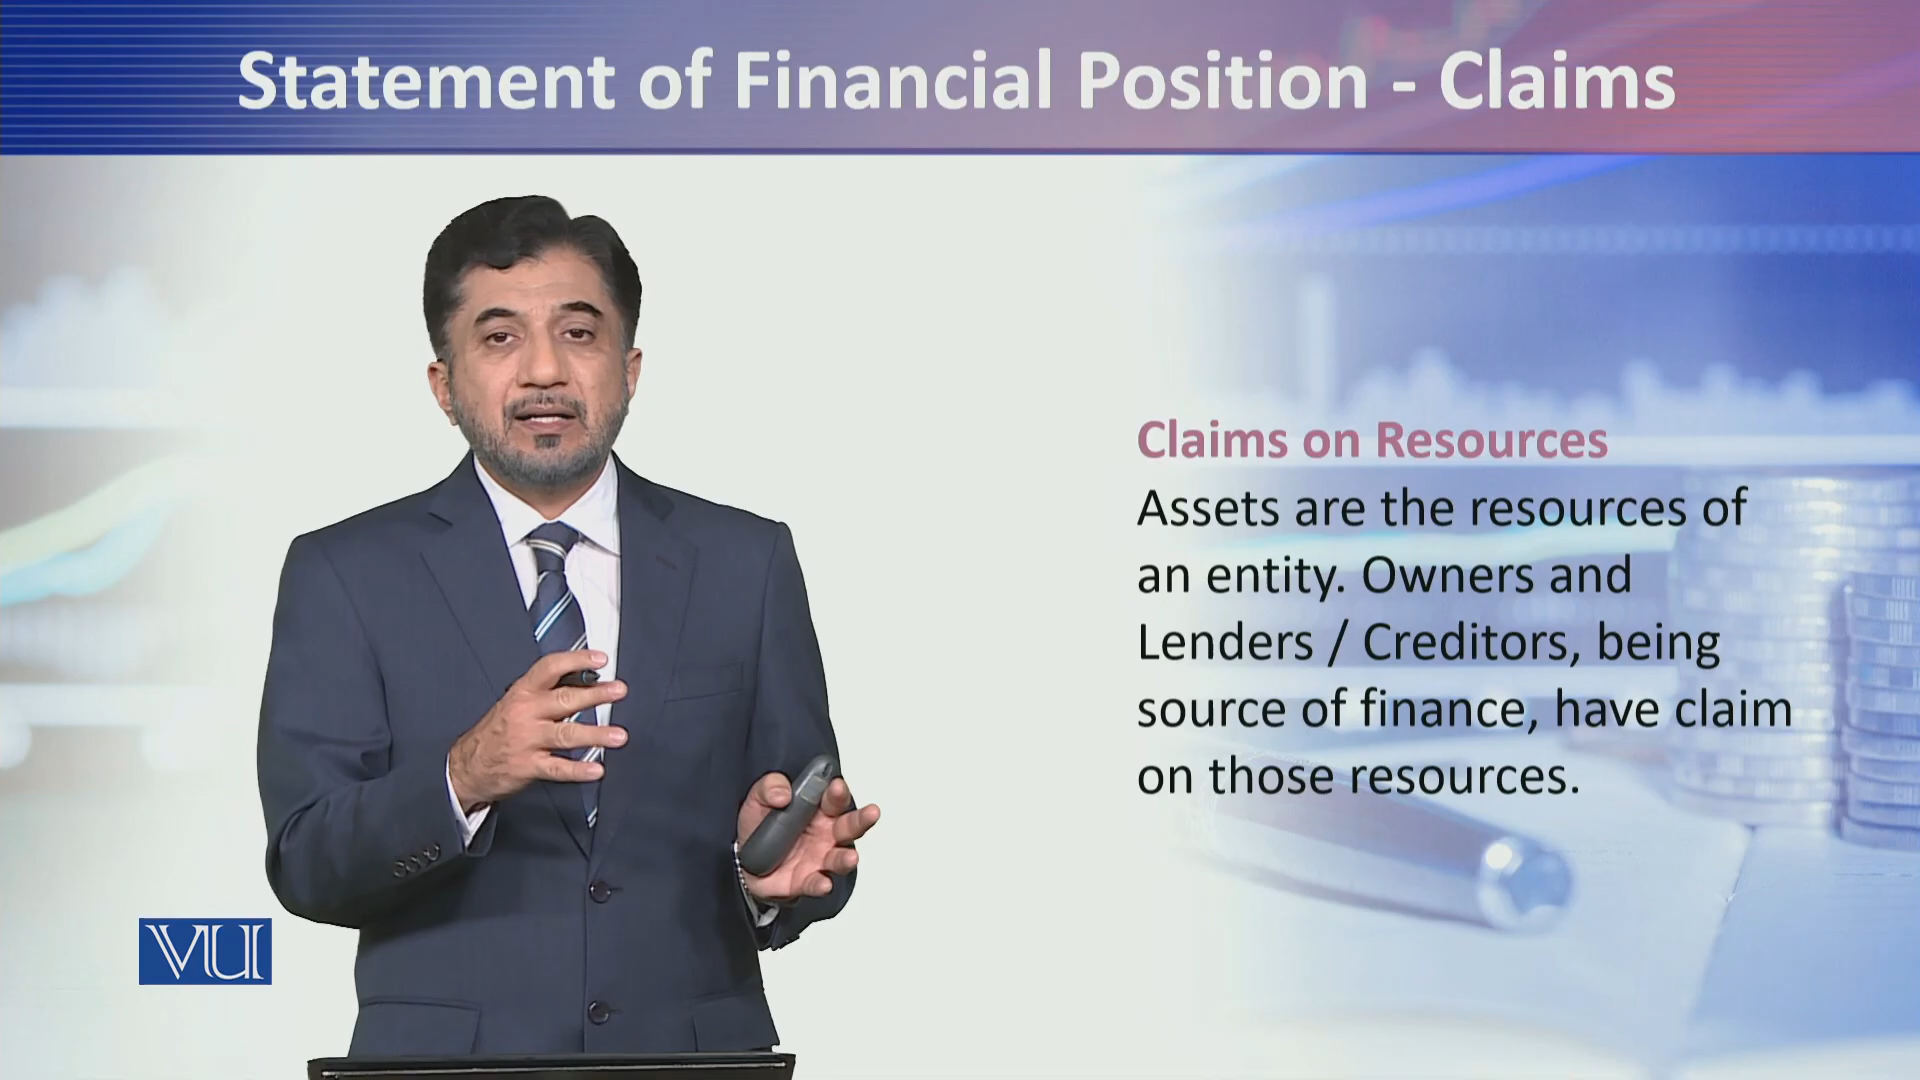 Statement of Financial Position - Claims
Claims on Resources
Assets are the resources of
an entity. Owners and
Lenders / Creditors, being
source of finance, have claim
on those resources.
VU